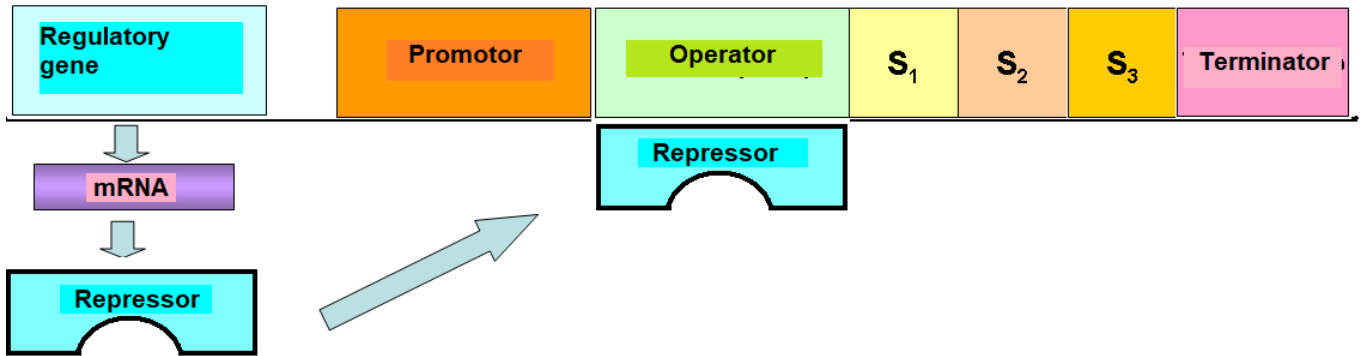 Regulatory
gene
Promotor
Operator
S₁
S₂
S₃
Terminator
mRNA
Repressor
Repressor